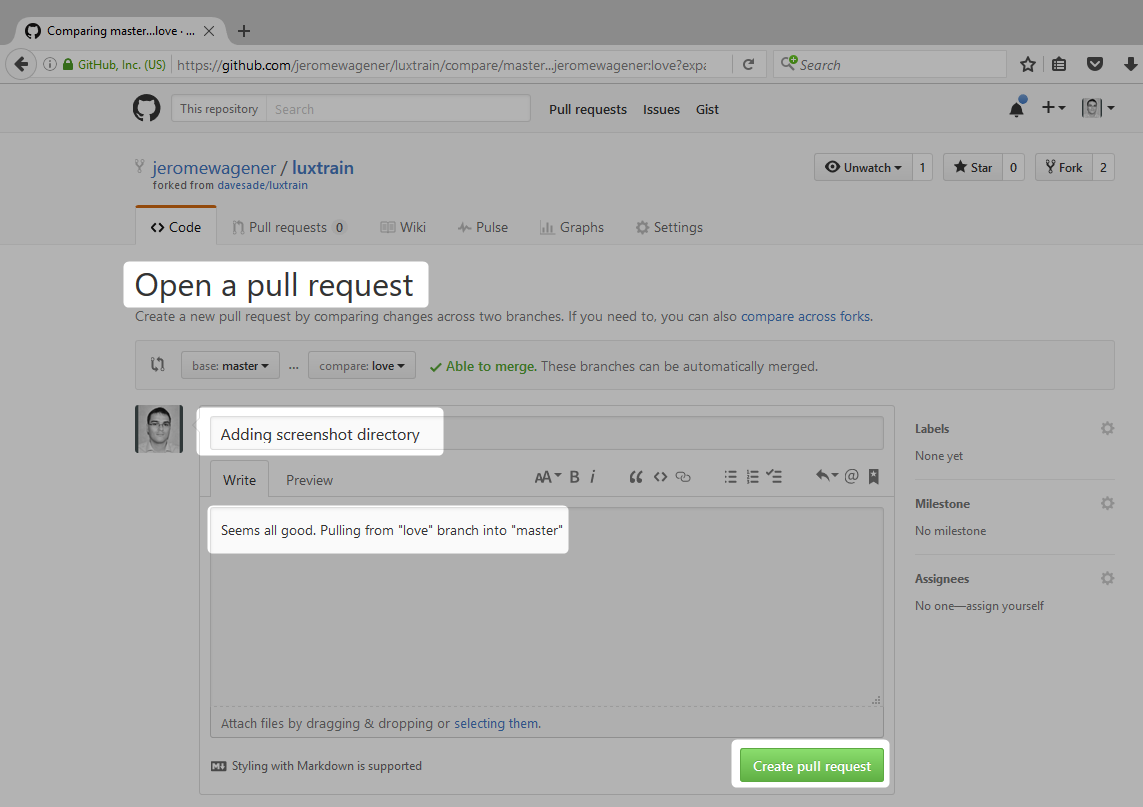 Comparing master...love · ...
GitHub, Inc. (US) https://github.com/jeromewagener/luxtrain/compare/master...jeromewagener:love?expa Search
This repository Search Pull requests Issues Gist
jeromewagener / luxtrain Unwatch 1 Star 0 Fork 2
forked from davesade/luxtrain
Code Pull requests 0 Wiki Pulse Graphs Settings
Open a pull request
Create a new pull request by comparing changes across two branches. If you need to, you can also compare across forks.
base: master ... compare: love Able to merge. These branches can be automatically merged.
Adding screenshot directory
Labels
None yet
Write Preview AA B i “ <> @
Milestone
No milestone
Seems all good. Pulling from "love" branch into "master"
Assignees
No one—assign yourself
Attach files by dragging & dropping or selecting them.
M↓ Styling with Markdown is supported
Create pull request